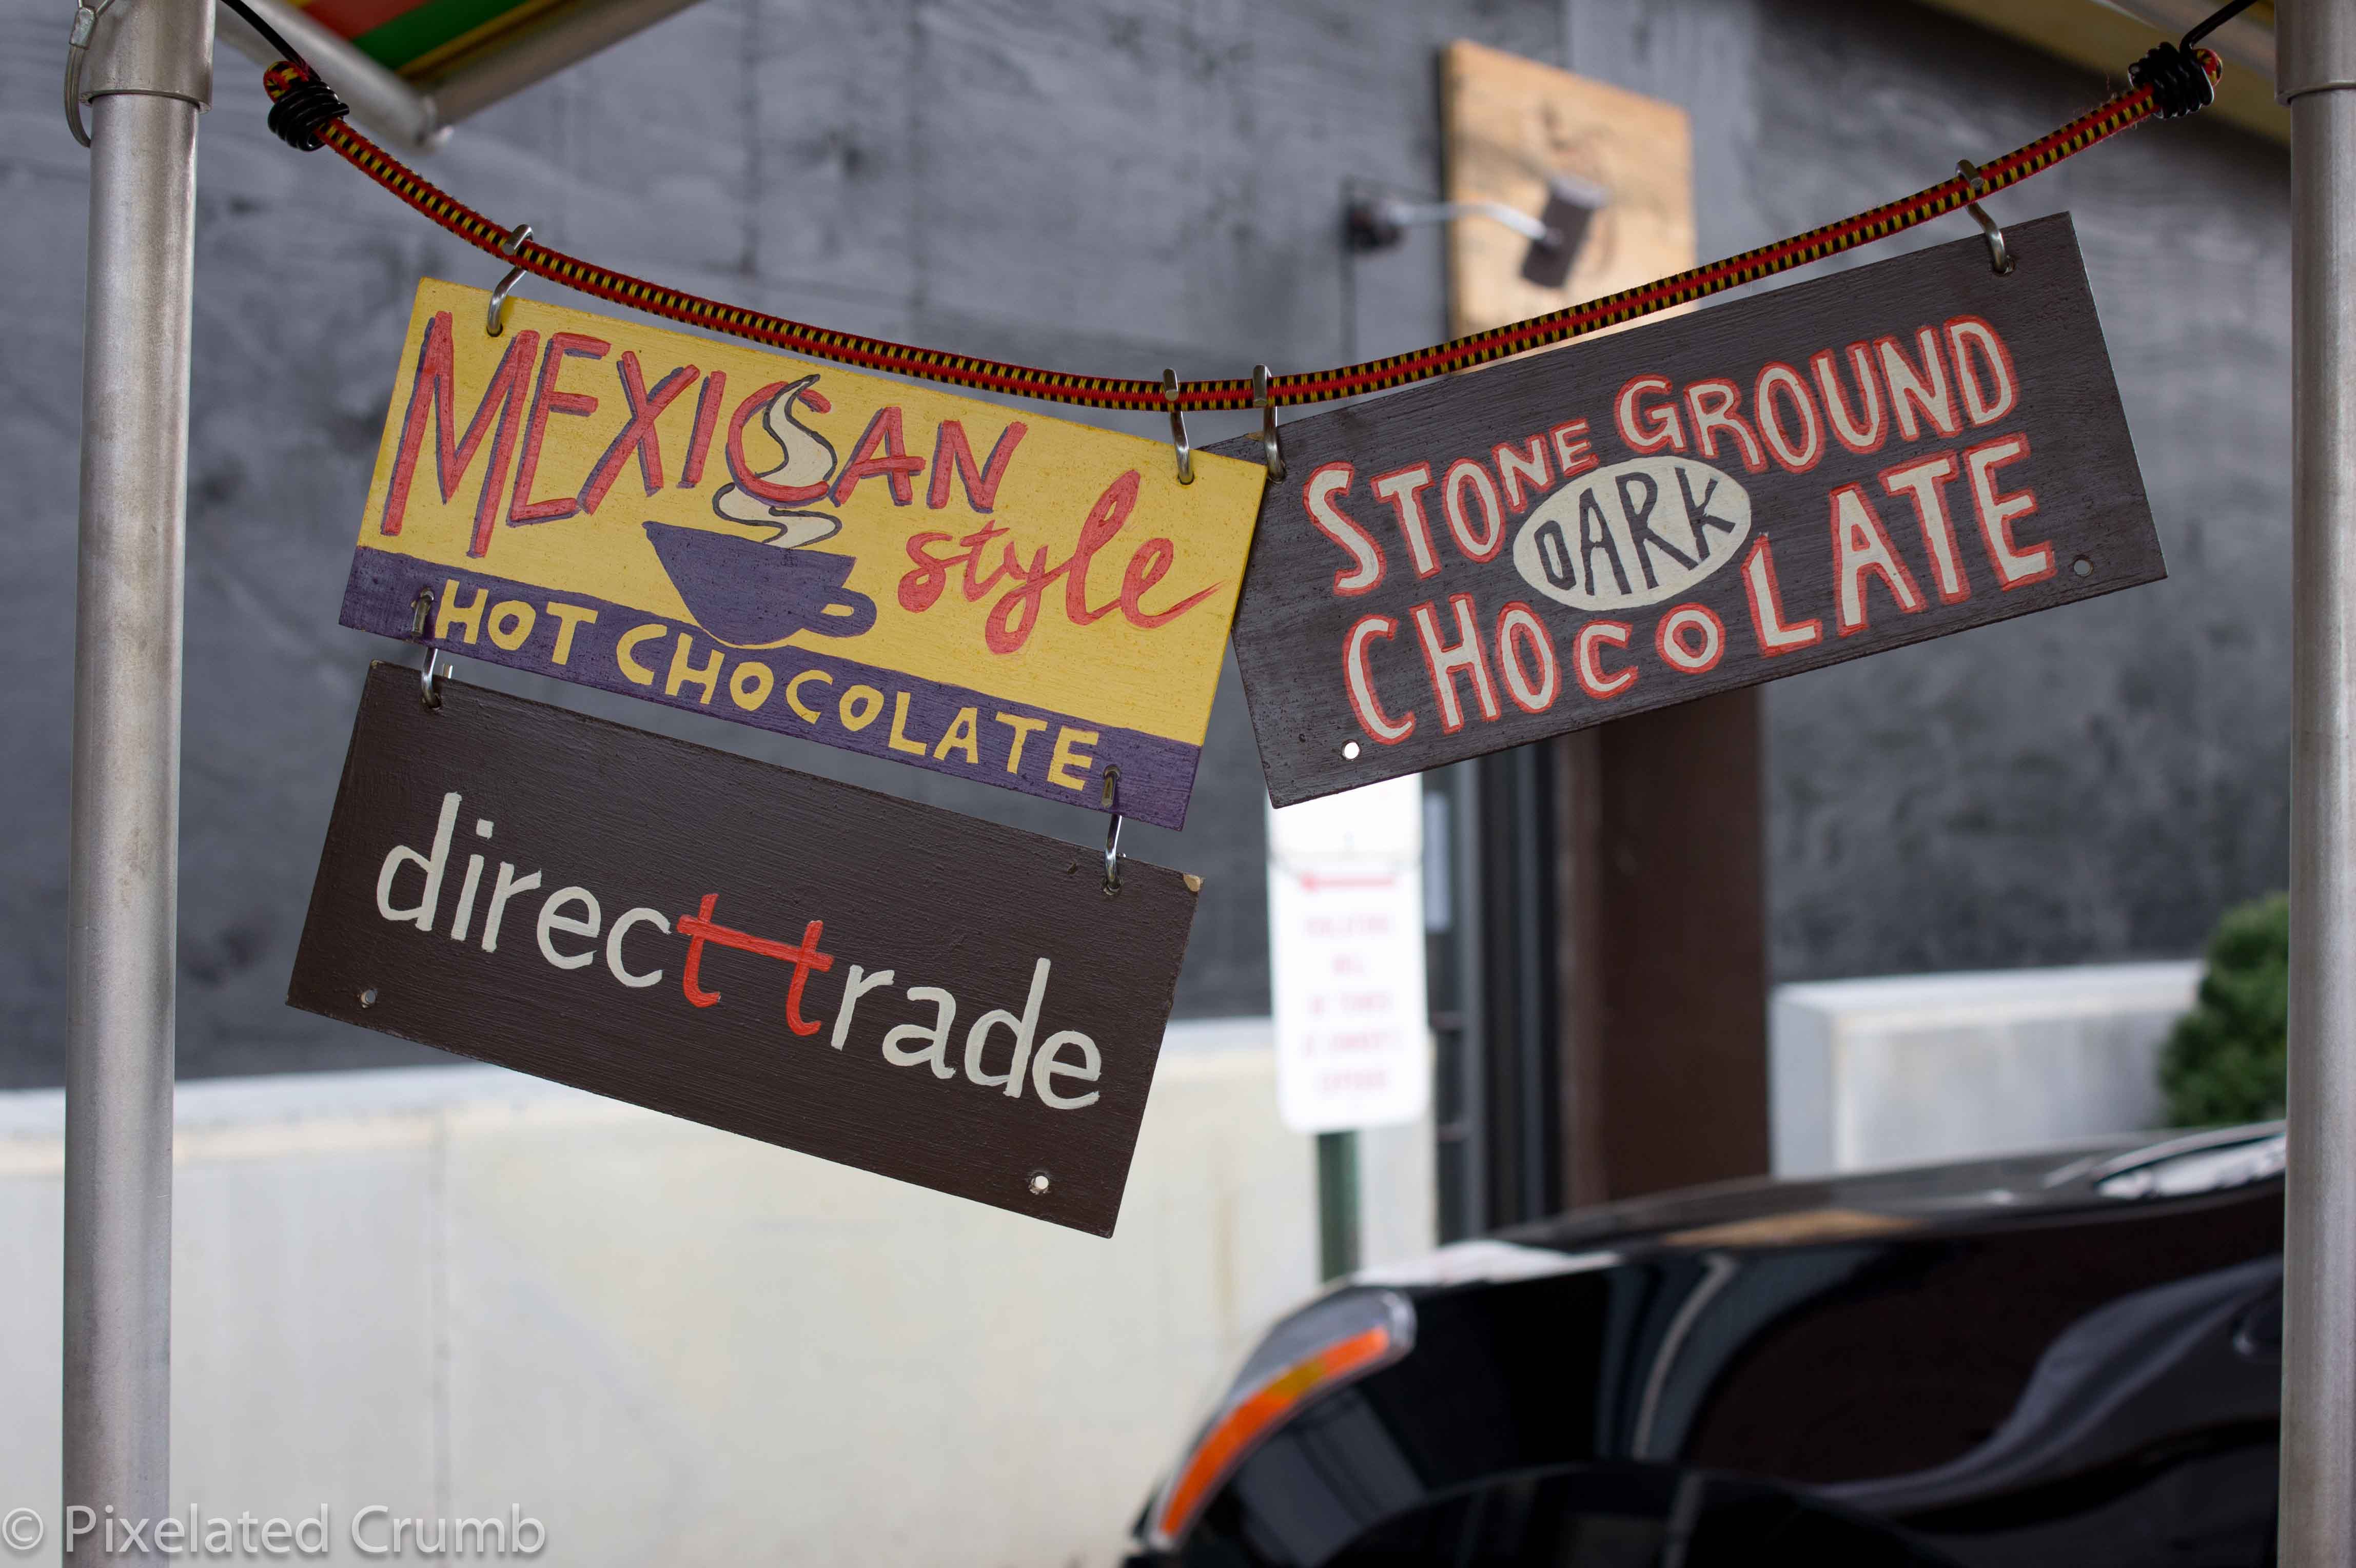 MEXICAN
style
HOT CHOCOLATE
direct trade
STONE GROUND
DARK
CHOCOLATE
© Pixelated Crumb